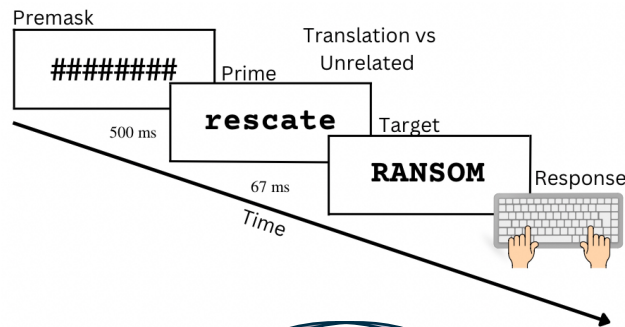 Premask
########
500 ms
Translation vs
Unrelated
Prime
rescate
67 ms
Target
RANSOM
Response
Time